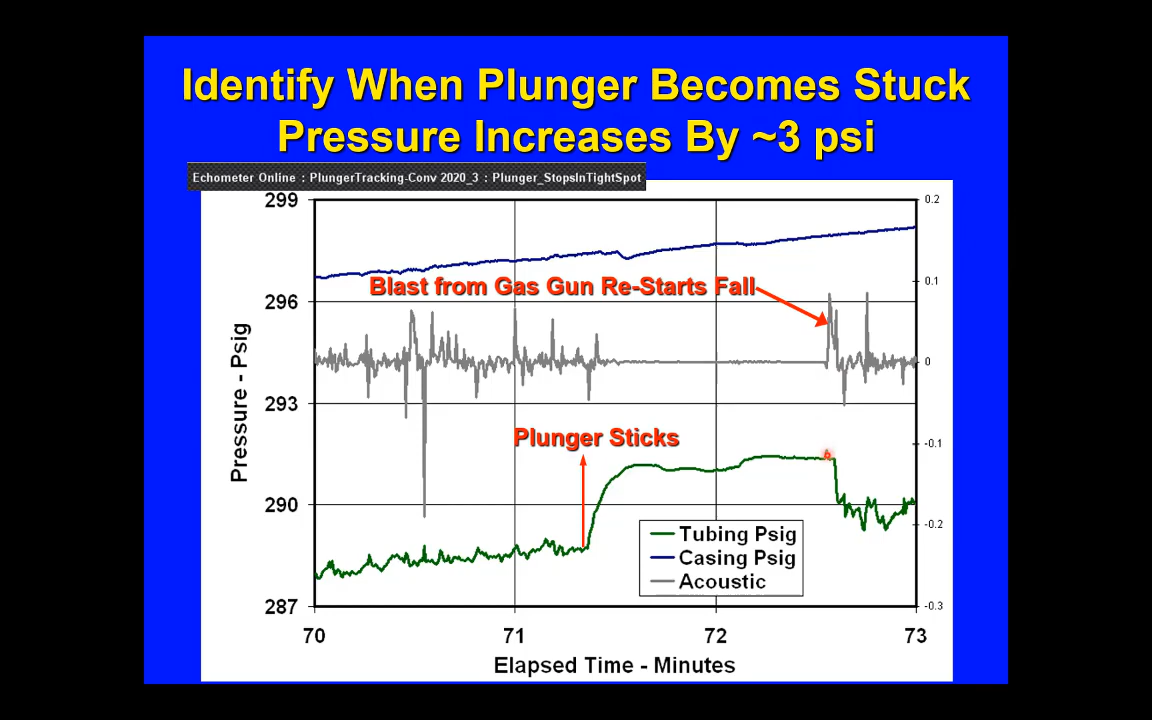 Identify When Plunger Becomes Stuck
Pressure Increases By ~3 psi
Echometer Online : PlungerTracking-Conv 2020_3 : Plunger_StopsInTightSpot
299
0.2
Blast from Gas Gun Re-Starts Fall
0.1
296
0
Pressure - Psig
293
Plunger Sticks
-0.1
290
-0.2
Tubing Psig
Casing Psig
Acoustic
287
-0.3
70
71
72
73
Elapsed Time - Minutes